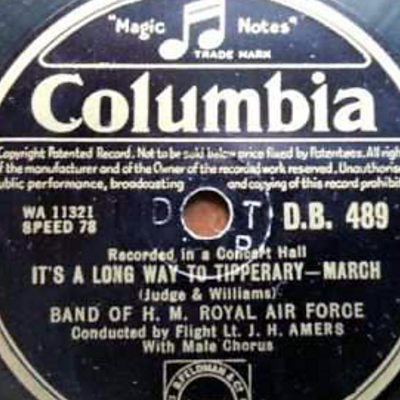 "Magic Notes"
TRADE MARK
Columbia
Copyright Patented Record. Not to be sold below price fixed by Patentees. All righ
f the manufacturer and of the Owner of the recorded work reserved. Unauthoris
ublic performance, broadcasting and copying of this record prohibit
WA 11321
SPEED 78
D T
P
D.B. 489
Recorded in a Concert Hall
IT'S A LONG WAY TO TIPPERARY—MARCH
(Judge & Williams)
BAND OF H. M. ROYAL AIR FORCE
Conducted by Flight Lt. J. H. AMERS
With Male Chorus
B. FELDMAN & C